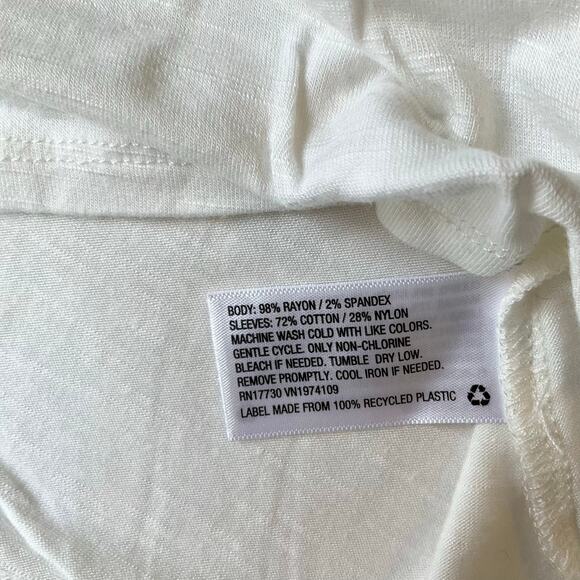 BODY: 98% RAYON / 2% SPANDEX
SLEEVES: 72% COTTON / 28% NYLON
MACHINE WASH COLD WITH LIKE COLORS.
GENTLE CYCLE. ONLY NON-CHLORINE
BLEACH IF NEEDED. TUMBLE DRY LOW.
REMOVE PROMPTLY. COOL IRON IF NEEDED.
RN17730 VN1974109
LABEL MADE FROM 100% RECYCLED PLASTIC